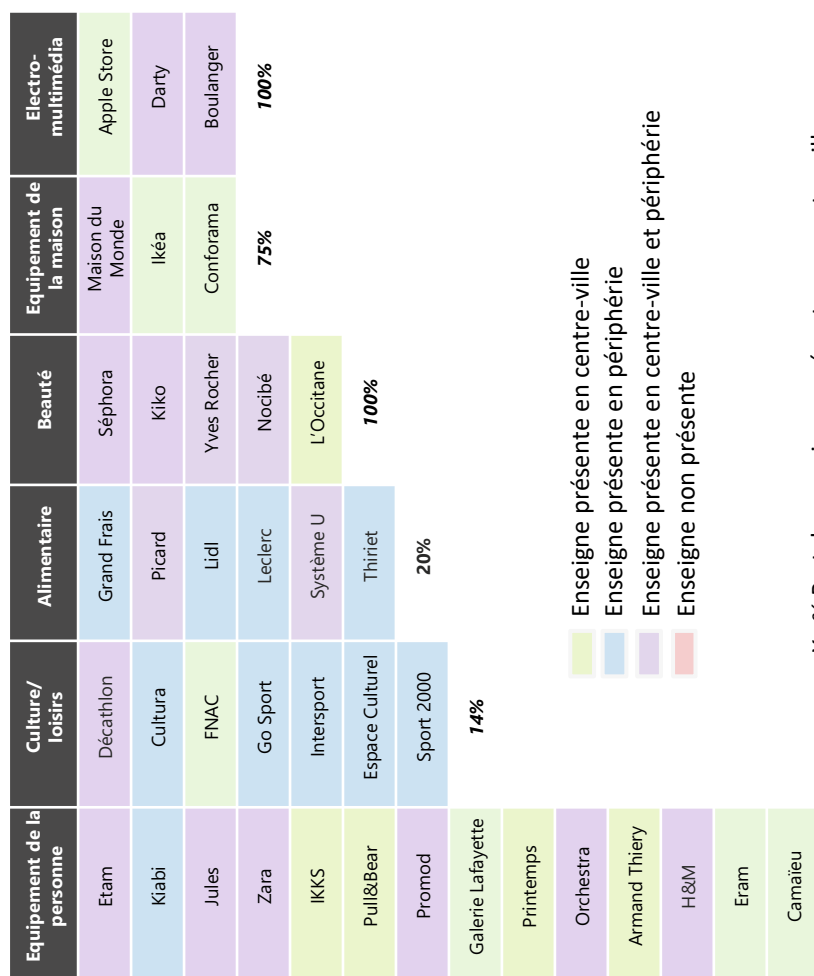 Equipement de la
personne
Culture/
loisirs
Alimentaire
Beauté
Equipement de
la maison
Electro-
multimédia
Etam
Décathlon
Grand Frais
Séphora
Maison du
Monde
Apple Store
Kiabi
Cultura
Picard
Kiko
Ikéa
Darty
Jules
FNAC
Lidl
Yves Rocher
Conforama
Boulanger
Zara
Go Sport
Leclerc
Nocibé
75%
100%
IKKS
Intersport
Système U
L'Occitane
Pull&Bear
Espace Culturel
Thiriet
100%
Promod
Sport 2000
20%
Galerie Lafayette
14%
Printemps
Orchestra
Armand Thiery
H&M
Eram
Camaïeu
Enseigne présente en centre-ville
Enseigne présente en périphérie
Enseigne présente en centre-ville et périphérie
Enseigne non présente